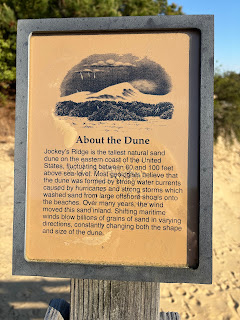 About the Dune
Jockey's Ridge is the tallest natural sand
dune on the eastern coast of the United
States, fluctuating between 80 and 100 feet
above sea-level. Most geologists believe that
the dune was formed by strong water currents
caused by hurricanes and strong storms which
washed sand from large offshore shoals onto
the beaches. Over many years, the wind
moved this sand inland. Shifting maritime
winds blow billions of grains of sand in varying
directions, constantly changing both the shape
and size of the dune.